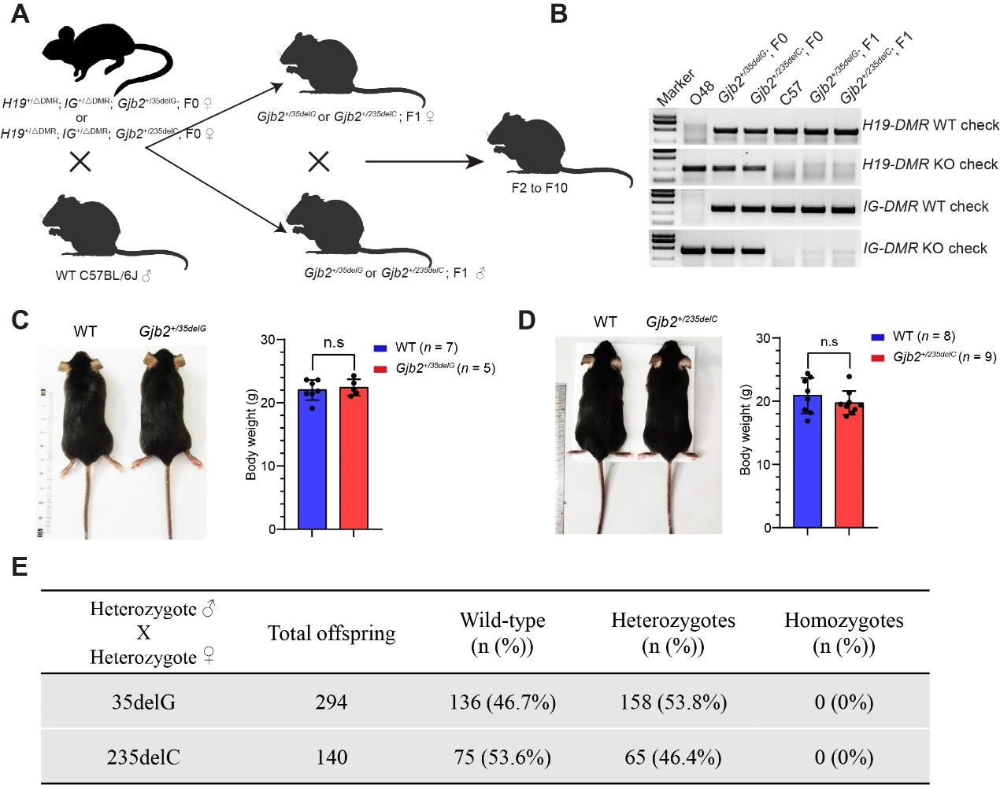 A
H19+/△DMR; IG+/△DMR; Gjb2+/35delG; F0 ♀
or
H19+/△DMR; IG+/△DMR; Gjb2+/235delC; F0 ♀
WT C57BL/6J ♂
Gjb2+/35delG or Gjb2+/235delC; F1 ♀
Gjb2+/35delG or Gjb2+/235delC; F1 ♂
F2 to F10
B
Marker
O48
Gjb2+/35delG; F0
Gjb2+/235delC; F0
C57
Gjb2+/35delG; F1
Gjb2+/235delC; F1
H19-DMR WT check
H19-DMR KO check
IG-DMR WT check
IG-DMR KO check
C
WT
Gjb2+/35delG
Body weight (g)
30
20
10
0
n.s
WT (n = 7)
Gjb2+/35delG (n = 5)
D
WT
Gjb2+/235delC
Body weight (g)
30
20
10
0
n.s
WT (n = 8)
Gjb2+/235delC (n = 9)
E
Heterozygote ♂
X
Heterozygote ♀
Total offspring
Wild-type
(n (%))
Heterozygotes
(n (%))
Homozygotes
(n (%))
35delG 294 136 (46.7%) 158 (53.8%) 0 (0%)
235delC 140 75 (53.6%) 65 (46.4%) 0 (0%)